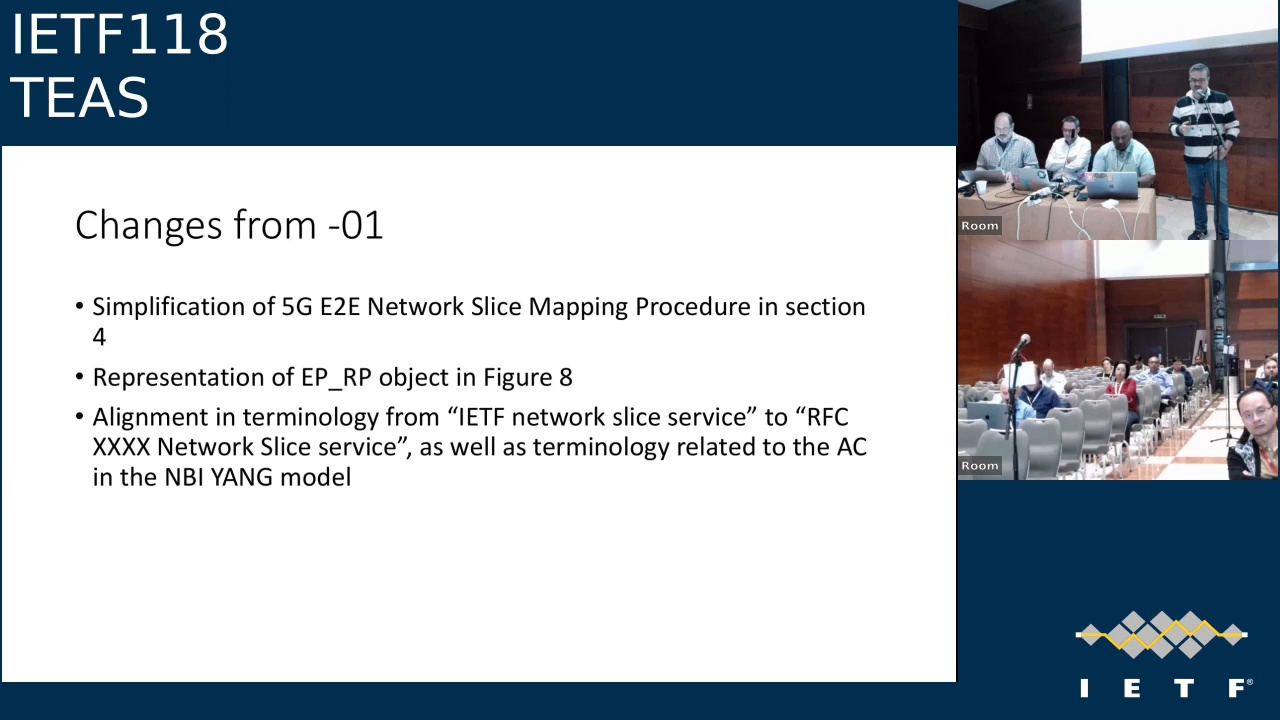 IETF118
TEAS
Changes from -01
• Simplification of 5G E2E Network Slice Mapping Procedure in section
4
• Representation of EP_RP object in Figure 8
• Alignment in terminology from “IETF network slice service” to “RFC
XXXX Network Slice service”, as well as terminology related to the AC
in the NBI YANG model
Room
Room
I E T F®